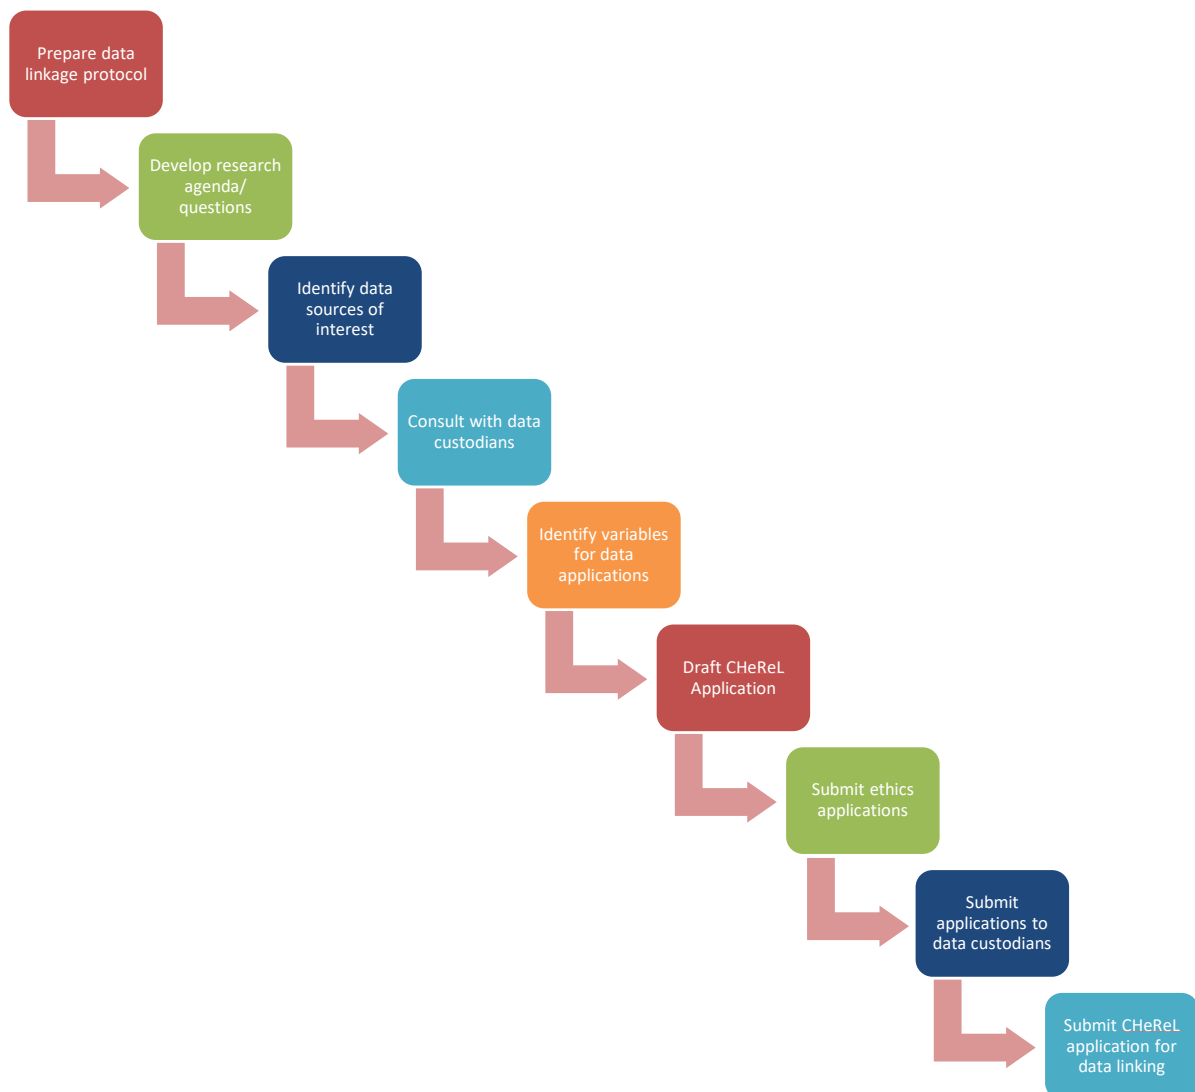 Prepare data
linkage protocol
Develop research
agenda/
questions
Identify data
sources of
interest
Consult with data
custodians
Identify variables
for data
applications
Draft CHeReL
Application
Submit ethics
applications
Submit
applications to
data custodians
Submit CHeReL
application for
data linking